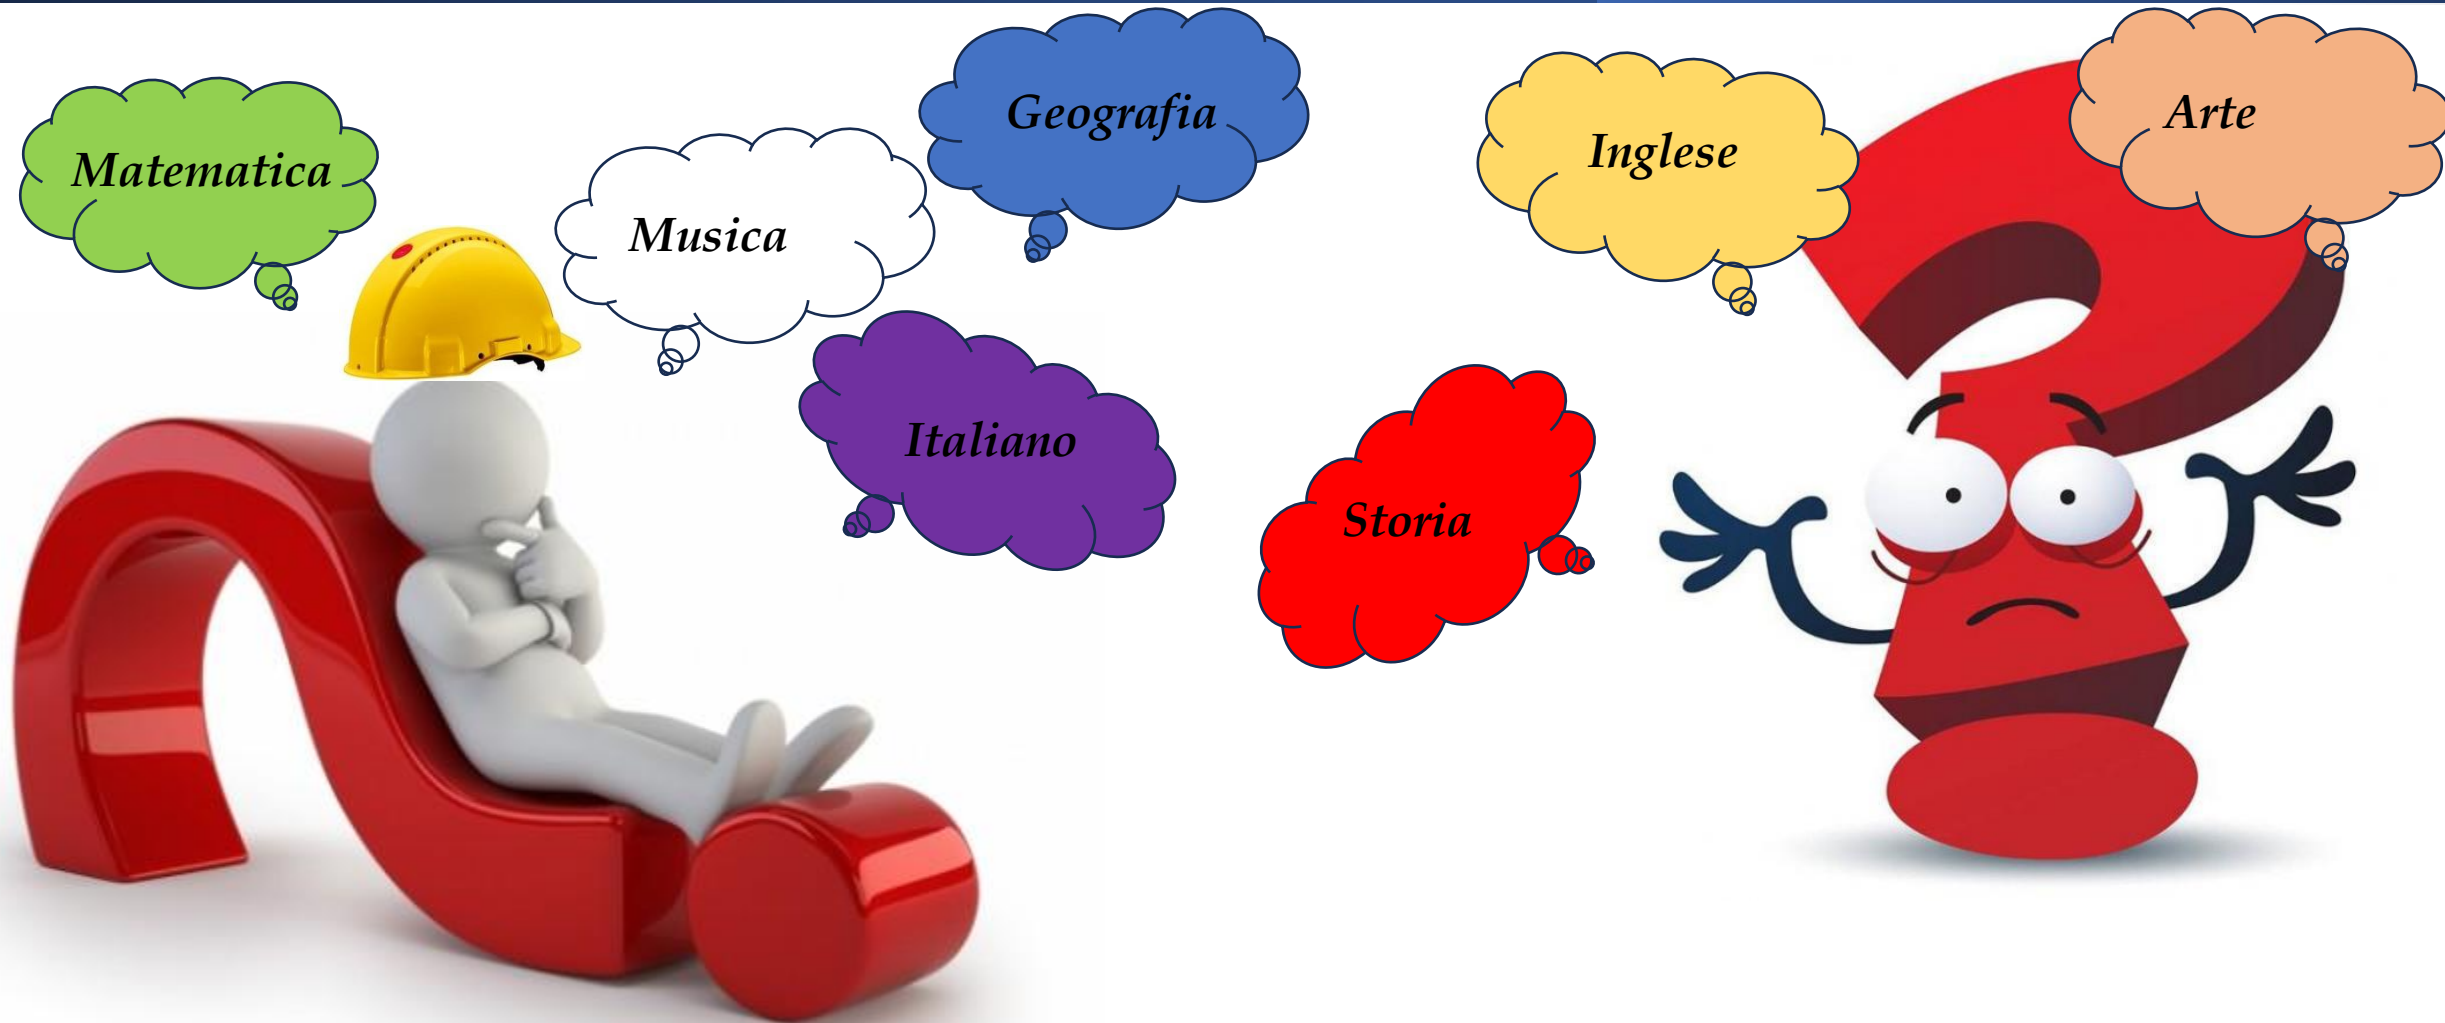 Matematica
Musica
Geografia
Italiano
Storia
Inglese
Arte